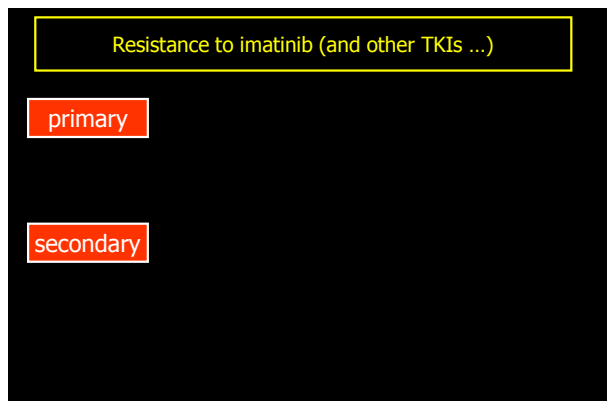 Resistance to imatinib (and other TKIs …)
primary
secondary